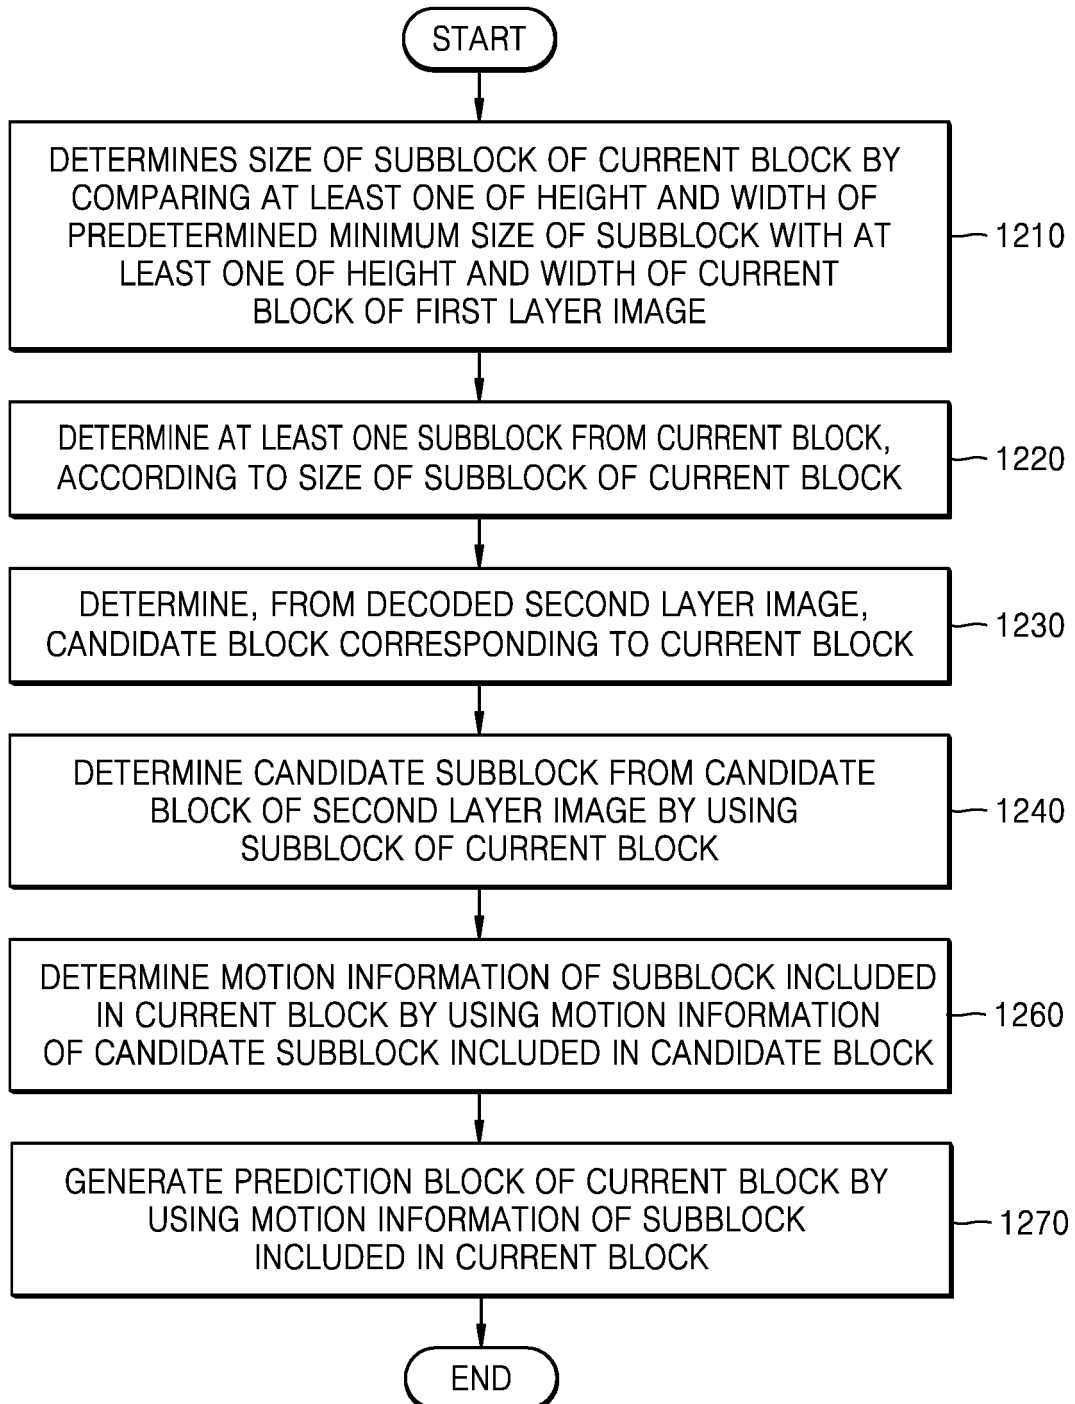 START
DETERMINES SIZE OF SUBBLOCK OF CURRENT BLOCK BY
COMPARING AT LEAST ONE OF HEIGHT AND WIDTH OF
PREDETERMINED MINIMUM SIZE OF SUBBLOCK WITH AT
LEAST ONE OF HEIGHT AND WIDTH OF CURRENT
BLOCK OF FIRST LAYER IMAGE
1210
DETERMINE AT LEAST ONE SUBBLOCK FROM CURRENT BLOCK,
ACCORDING TO SIZE OF SUBBLOCK OF CURRENT BLOCK
1220
DETERMINE, FROM DECODED SECOND LAYER IMAGE,
CANDIDATE BLOCK CORRESPONDING TO CURRENT BLOCK
1230
DETERMINE CANDIDATE SUBBLOCK FROM CANDIDATE
BLOCK OF SECOND LAYER IMAGE BY USING
SUBBLOCK OF CURRENT BLOCK
1240
DETERMINE MOTION INFORMATION OF SUBBLOCK INCLUDED
IN CURRENT BLOCK BY USING MOTION INFORMATION
OF CANDIDATE SUBBLOCK INCLUDED IN CANDIDATE BLOCK
1260
GENERATE PREDICTION BLOCK OF CURRENT BLOCK BY
USING MOTION INFORMATION OF SUBBLOCK
INCLUDED IN CURRENT BLOCK
1270
END